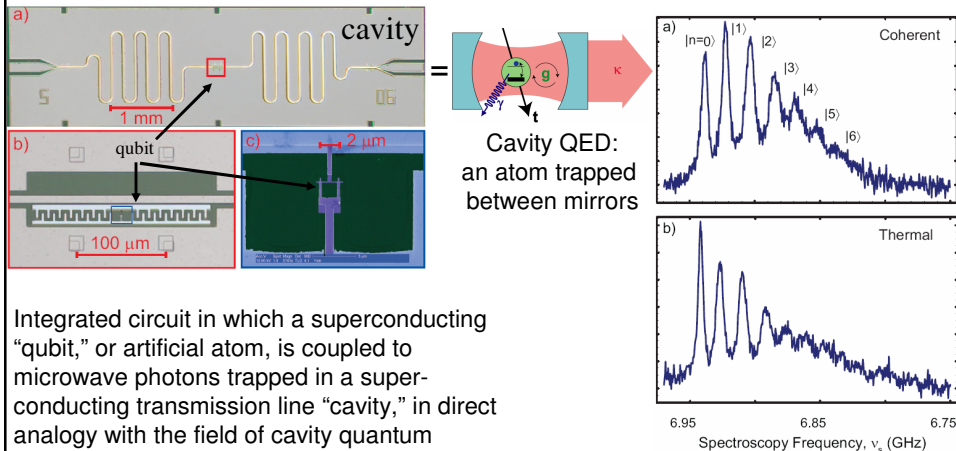 a)
cavity
5
06
1 mm
=
g
κ
γ
t
b)
qubit
c)
2 μm
100 μm
Cavity QED:
an atom trapped
between mirrors
Integrated circuit in which a superconducting
“qubit,” or artificial atom, is coupled to
microwave photons trapped in a super-
conducting transmission line “cavity,” in direct
analogy with the field of cavity quantum
a)
Coherent
|n=0⟩
|1⟩
|2⟩
|3⟩
|4⟩
|5⟩
|6⟩
b)
Thermal
6.95
6.85
6.75
Spectroscopy Frequency, νs (GHz)